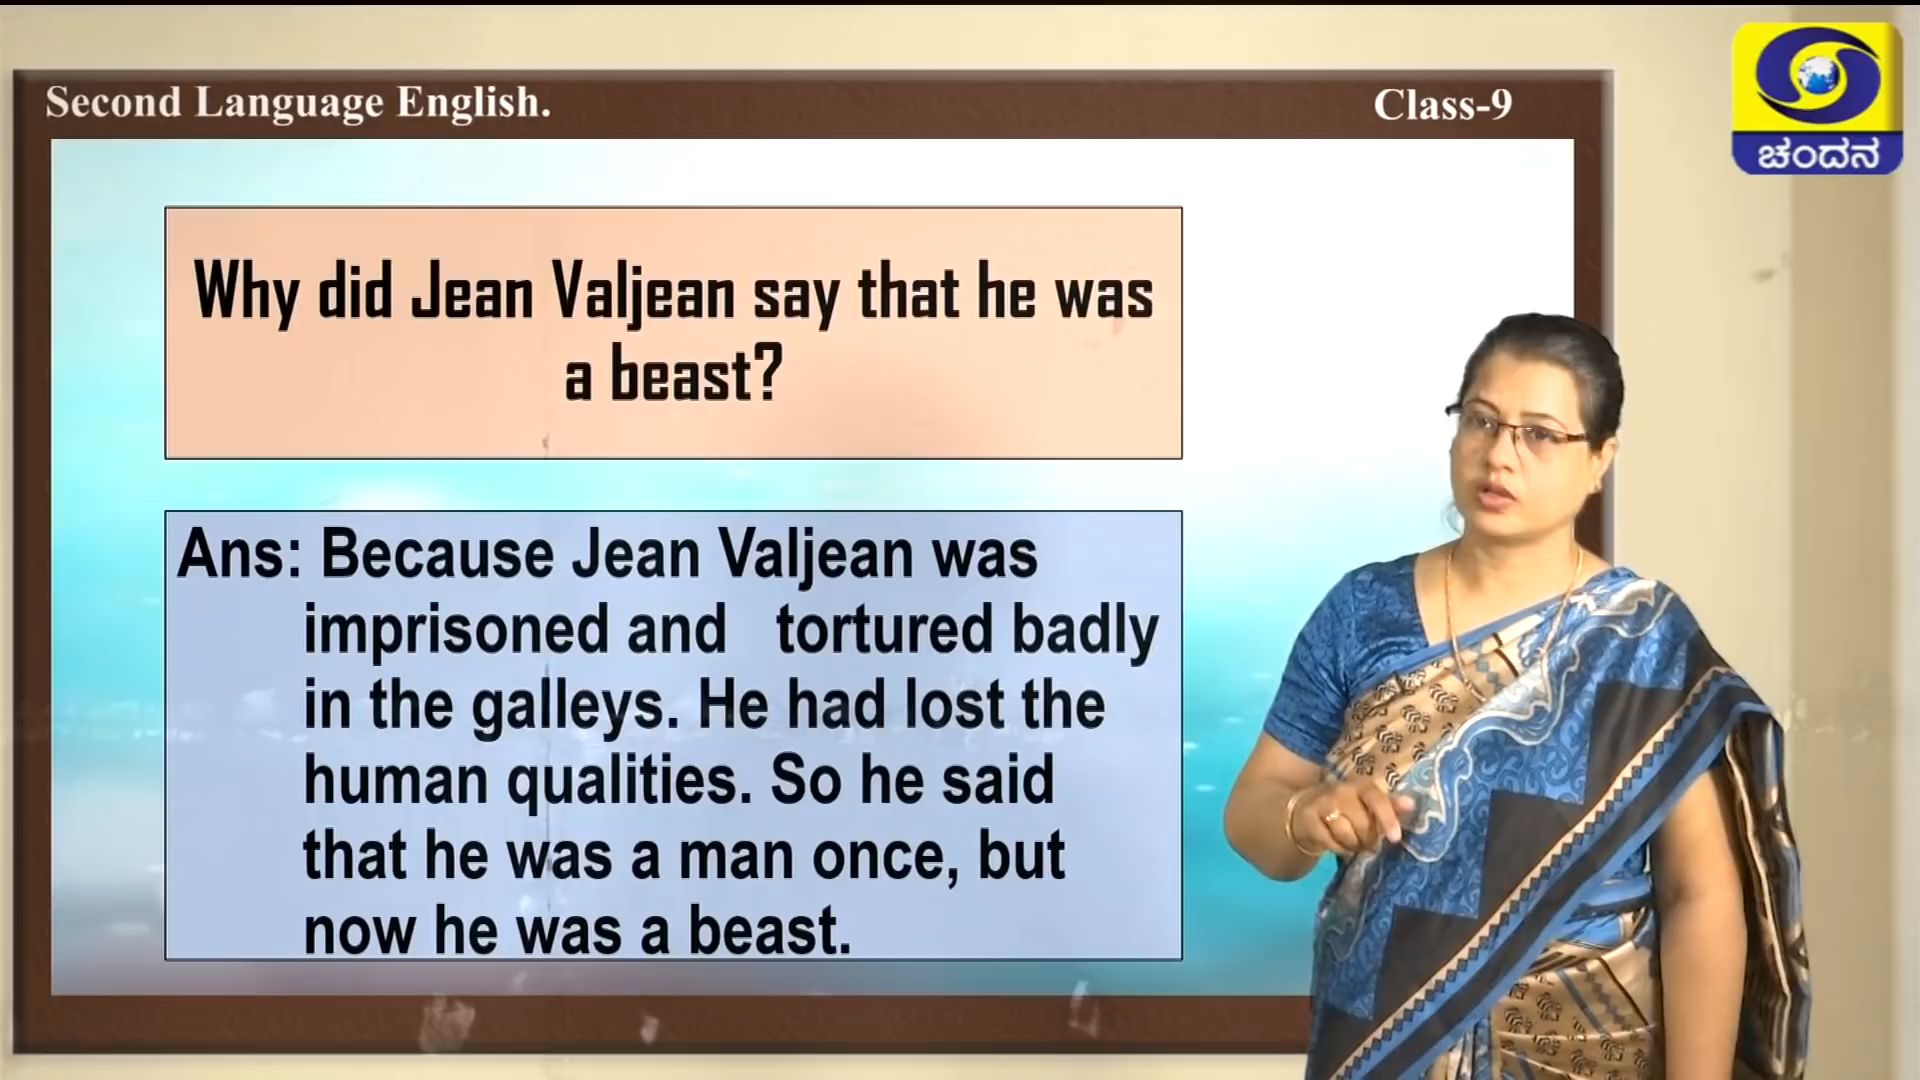 Second Language English.
Class-9
ಚಂದನ
Why did Jean Valjean say that he was
a beast?
Ans: Because Jean Valjean was
imprisoned and tortured badly
in the galleys. He had lost the
human qualities. So he said
that he was a man once, but
now he was a beast.